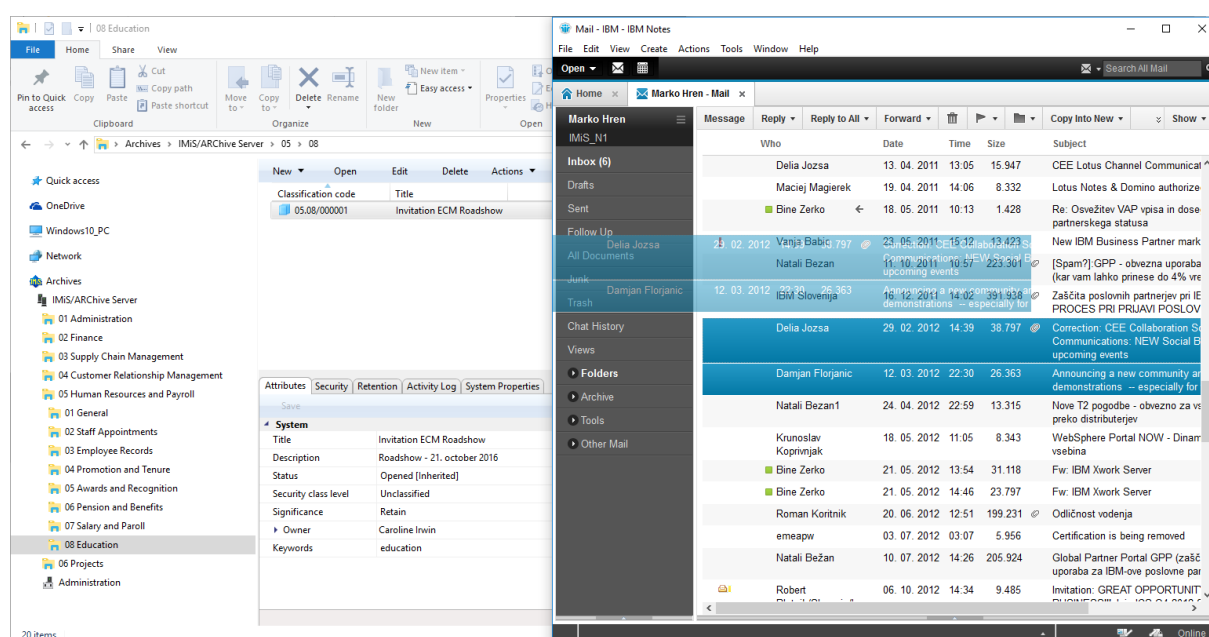 08 Education
File Home Share View
Pin to Quick access
Copy
Paste
Cut
Copy path
Paste shortcut
Clipboard
Move to
Copy to
Delete
Rename
Organize
New folder
New item
Easy access
New
Properties
Open
Archives > IMiS/ARChive Server > 05 > 08
Quick access
OneDrive
Windows10_PC
Network
Archives
IMiS/ARChive Server
01 Administration
02 Finance
03 Supply Chain Management
04 Customer Relationship Management
05 Human Resources and Payroll
01 General
02 Staff Appointments
03 Employee Records
04 Promotion and Tenure
05 Awards and Recognition
06 Pension and Benefits
07 Salary and Paroll
08 Education
06 Projects
Administration
20 items
New Open Edit Delete Actions
Classification code Title
05.08/000001 Invitation ECM Roadshow
Attributes Security Retention Activity Log System Properties
Save
System
Title Invitation ECM Roadshow
Description Roadshow - 21. october 2016
Status Opened [Inherited]
Security class level Unclassified
Significance Retain
Owner Caroline Irwin
Keywords education
Mail - IBM - IBM Notes
File Edit View Create Actions Tools Window Help
Open
Search All Mail
Home × Marko Hren - Mail ×
Marko Hren
IMiS_N1
Inbox (6)
Drafts
Sent
Follow Up
All Documents
Junk
Trash
Chat History
Views
Folders
Archive
Tools
Other Mail
Message Reply Reply to All Forward Copy Into New Show
Who Date Time Size Subject
Delia Jozsa 13. 04. 2011 13:05 15.947 CEE Lotus Channel Communicat
Maciej Magierek 19. 04. 2011 14:06 8.332 Lotus Notes & Domino authorize
Bine Zerko 18. 05. 2011 10:13 1.428 Re: Osvežitev VAP vpisa in dose
partnerskega statusa
Vanja Babič 23. 05. 2011 15:12 13.423 New IBM Business Partner mark
Natali Bezan 11. 10. 2011 10:57 223.301 [Spam?]:GPP - obvezna uporaba
(kar vam lahko prinese do 4% vre
IBM Slovenija 16. 12. 2011 14:02 391.938 Zaščita poslovnih partnerjev pri IE
PROCES PRI PRIJAVI POSLOV
Delia Jozsa 29. 02. 2012 14:39 38.797 Correction: CEE Collaboration So
Communications: NEW Social B
upcoming events
Damjan Florjanic 12. 03. 2012 22:30 26.363 Announcing a new community an
demonstrations -- especially for
Natali Bezan1 24. 04. 2012 22:59 13.315 Nove T2 pogodbe - obvezno za vs
preko distributerjev
Krunoslav Koprivnjak 18. 05. 2012 11:05 8.343 WebSphere Portal NOW - Dinam
vsebina
Bine Zerko 21. 05. 2012 13:54 31.118 Fw: IBM Xwork Server
Bine Zerko 21. 05. 2012 14:46 23.797 Fw: IBM Xwork Server
Roman Koritnik 20. 06. 2012 12:51 199.231 Odličnost vodenja
emeapw 03. 07. 2012 03:07 5.956 Certification is being removed
Natali Bežan 10. 07. 2012 14:26 205.924 Global Partner Portal GPP (zašč
uporaba za IBM-ove poslovne par
Robert 06. 10. 2012 14:34 9.485 Invitation: GREAT OPPORTUNIT
Delia Jozsa
Damjan Florjanic 12. 03. 2012 22:30 26.363
upcoming events
demonstrations -- especially for
Online